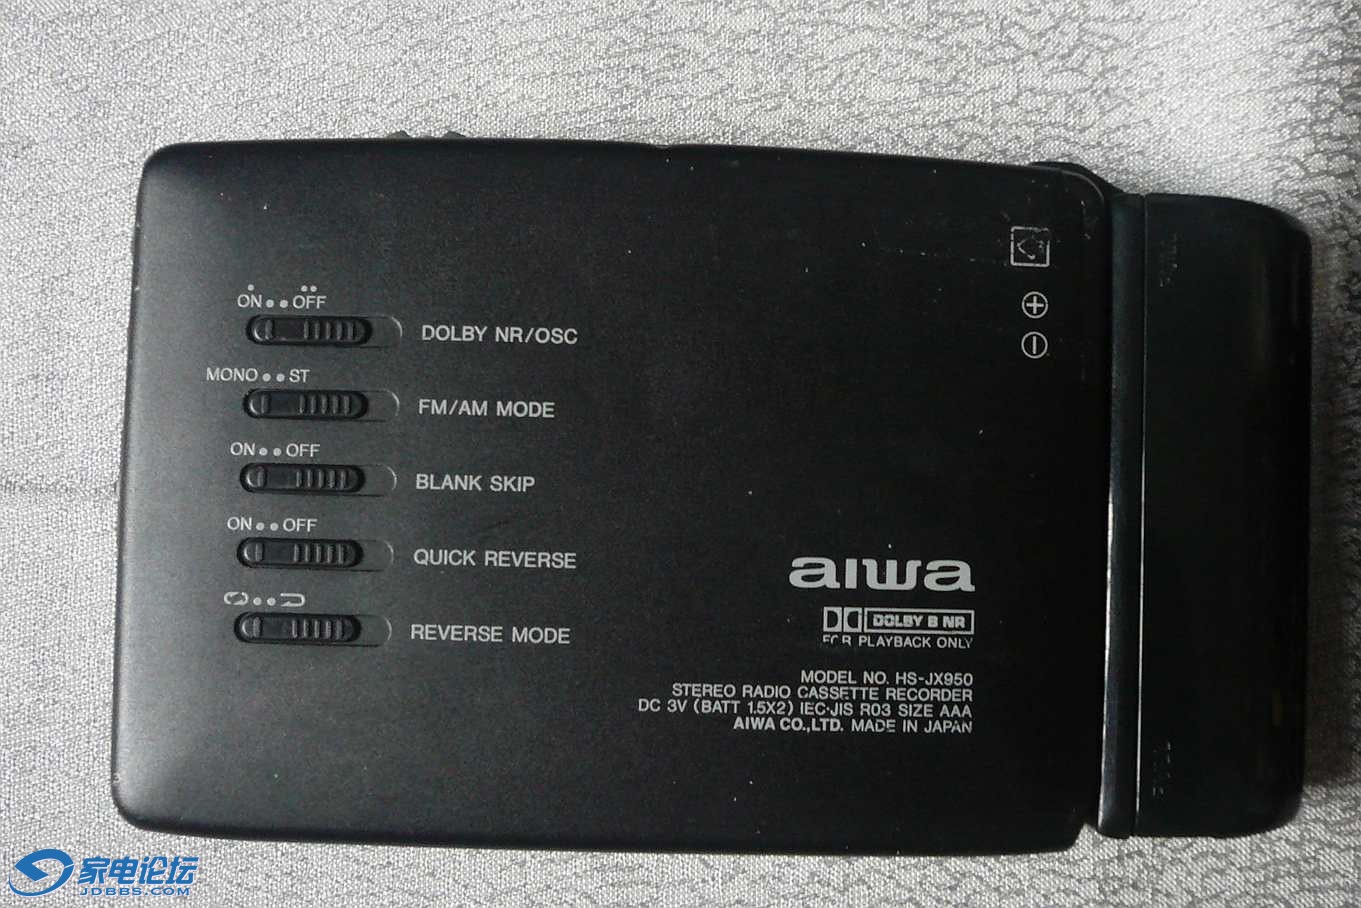 ON OFF
DOLBY NR/OSC
MONO ST
FM/AM MODE
ON OFF
BLANK SKIP
ON OFF
QUICK REVERSE
REVERSE MODE
aiwa
DOLBY B NR
FOR PLAYBACK ONLY
MODEL NO. HS-JX950
STEREO RADIO CASSETTE RECORDER
DC 3V (BATT 1.5X2) IEC·JIS R03 SIZE AAA
AIWA CO.,LTD. MADE IN JAPAN
家电论坛
JDBBS.COM